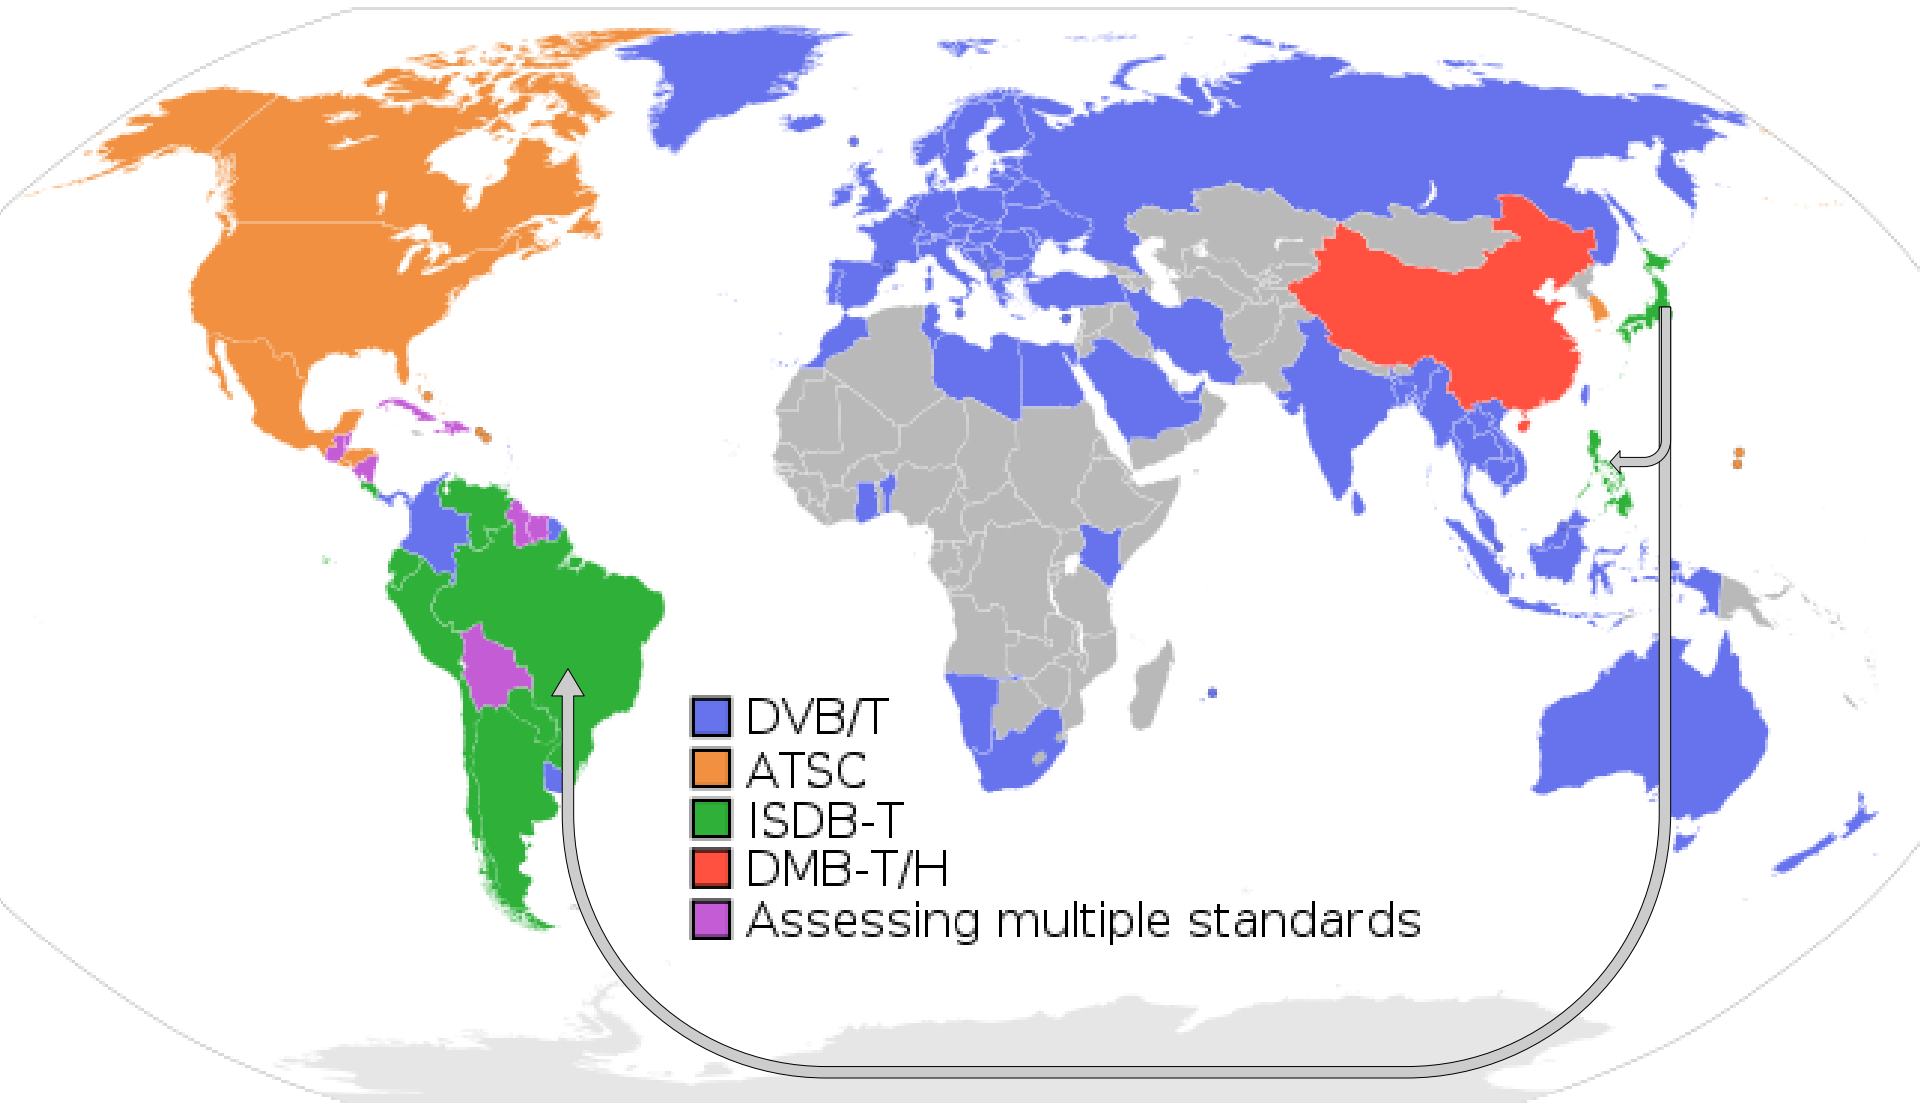 DVB/T
ATSC
ISDB-T
DMB-T/H
Assessing multiple standards